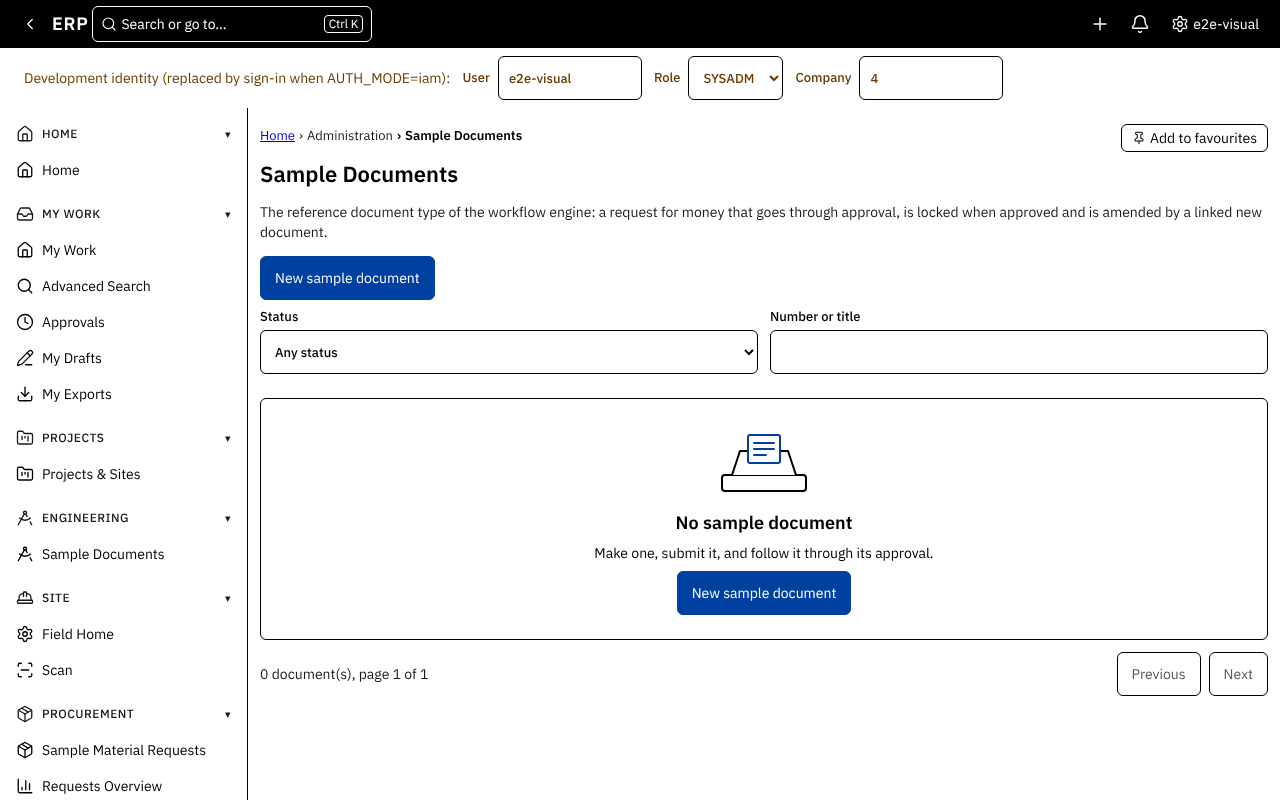 ERP
Search or go to...
Ctrl K
e2e-visual
Development identity (replaced by sign-in when AUTH_MODE=iam):
User
e2e-visual
Role
SYSADM
Company
4
HOME
Home
MY WORK
My Work
Advanced Search
Approvals
My Drafts
My Exports
PROJECTS
Projects & Sites
ENGINEERING
Sample Documents
SITE
Field Home
Scan
PROCUREMENT
Sample Material Requests
Requests Overview
Home › Administration › Sample Documents
Add to favourites
Sample Documents
The reference document type of the workflow engine: a request for money that goes through approval, is locked when approved and is amended by a linked new
document.
New sample document
Status
Any status
Number or title
No sample document
Make one, submit it, and follow it through its approval.
New sample document
0 document(s), page 1 of 1
Previous
Next